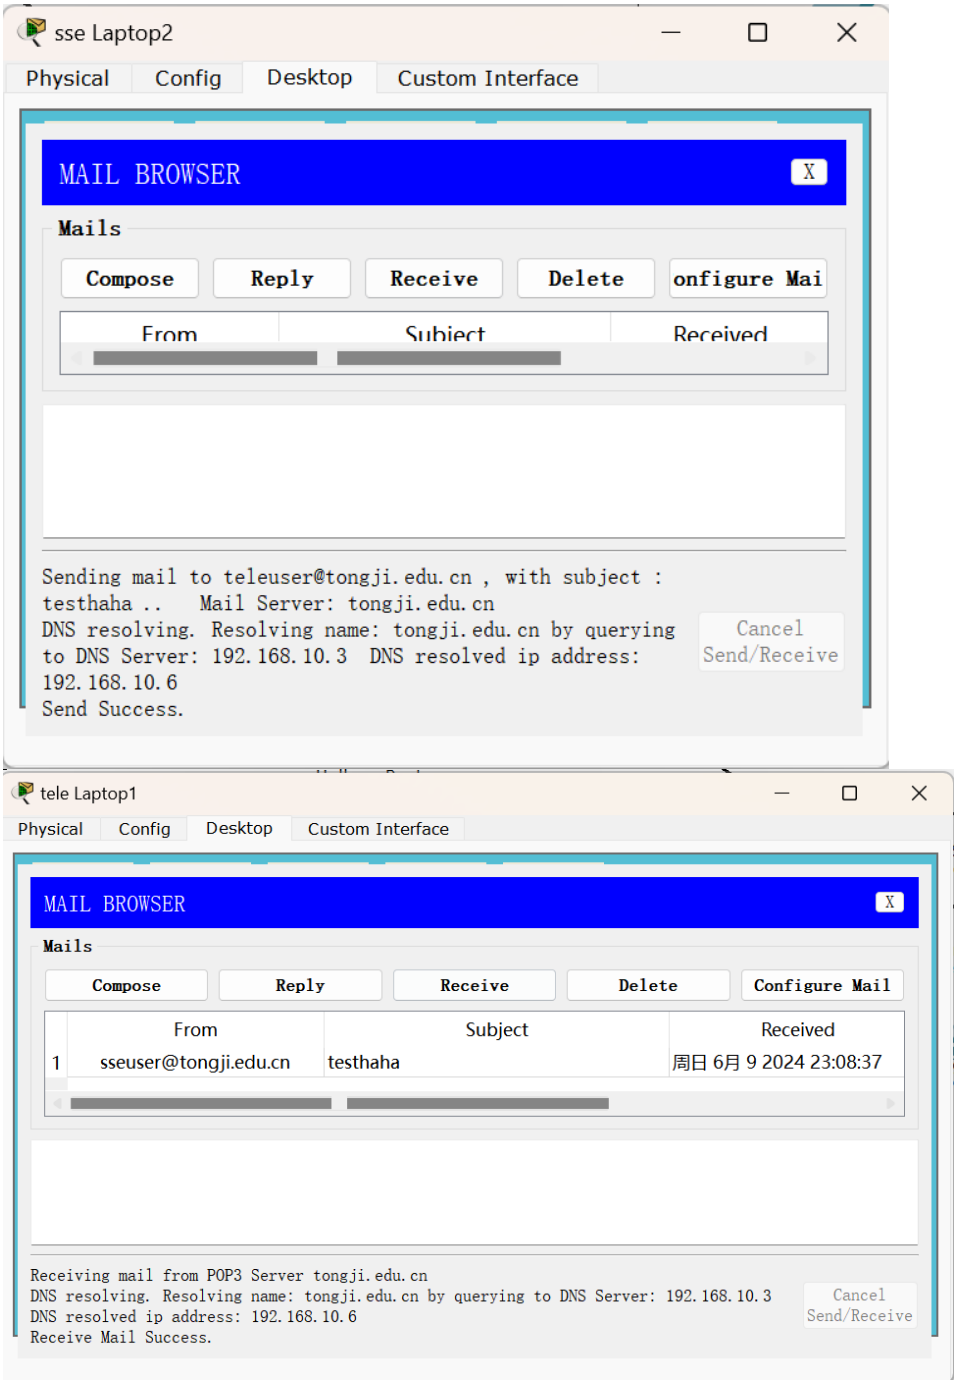 sse Laptop2
Physical Config Desktop Custom Interface
MAIL BROWSER X
Mails
Compose Reply Receive Delete onfigure Mai
From Subject Received
Sending mail to teleuser@tongji.edu.cn , with subject :
testhaha .. Mail Server: tongji.edu.cn
DNS resolving. Resolving name: tongji.edu.cn by querying
to DNS Server: 192.168.10.3 DNS resolved ip address:
192.168.10.6
Send Success.
Cancel
Send/Receive
tele Laptop1
Physical Config Desktop Custom Interface
MAIL BROWSER X
Mails
Compose Reply Receive Delete Configure Mail
From Subject Received
1 sseuser@tongji.edu.cn testhaha 周日 6月 9 2024 23:08:37
Receiving mail from POP3 Server tongji.edu.cn
DNS resolving. Resolving name: tongji.edu.cn by querying to DNS Server: 192.168.10.3
DNS resolved ip address: 192.168.10.6
Receive Mail Success.
Cancel
Send/Receive